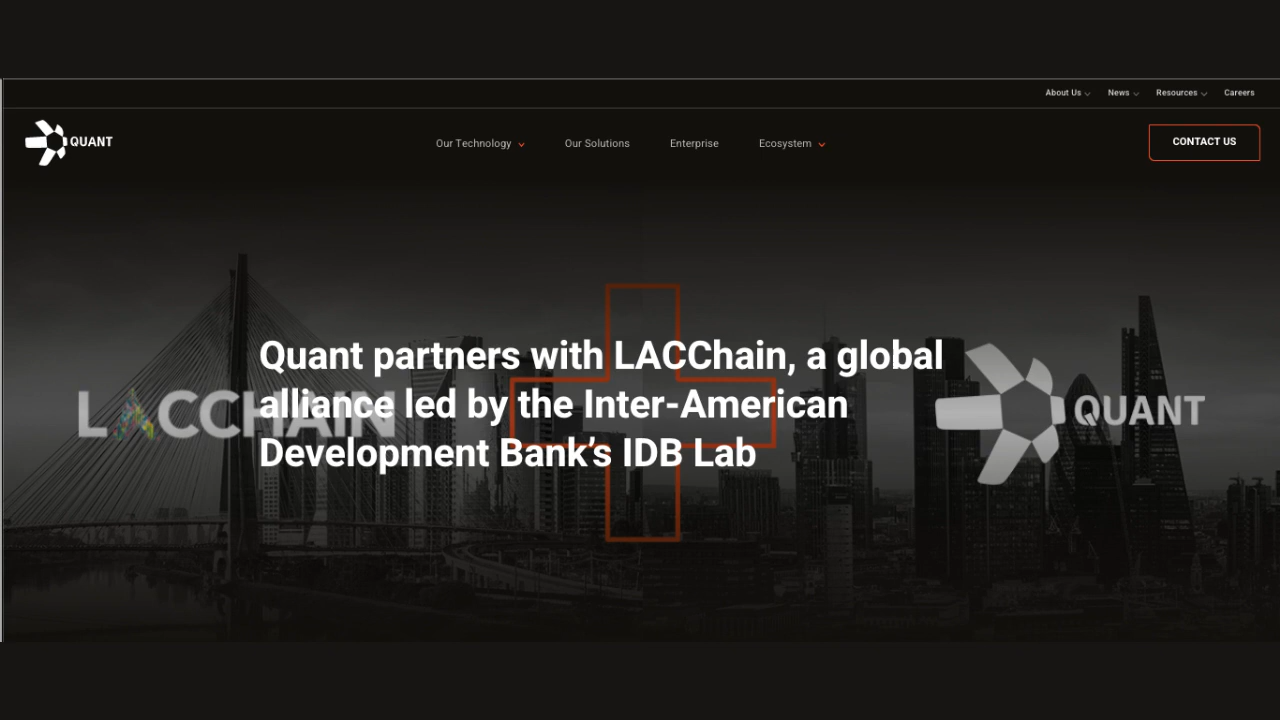 About Us News Resources Careers
QUANT
Our Technology Our Solutions Enterprise Ecosystem
CONTACT US
Quant partners with LACChain, a global
alliance led by the Inter-American
Development Bank’s IDB Lab
LACCHAIN
QUANT